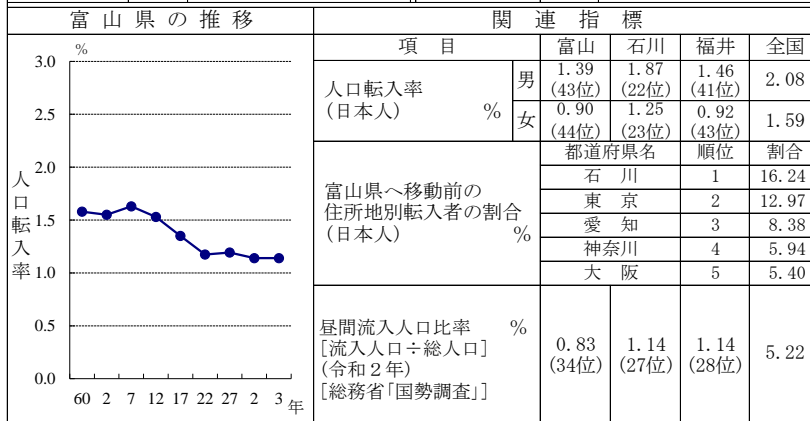 富山県の推移
%
3.0
2.5
2.0
1.5
1.0
0.5
0.0
人口転入率
60 2 7 12 17 22 27 2 3 年
関連指標
項目 富山 石川 福井 全国
人口転入率
(日本人) %
男 1.39 1.87 1.46 2.08
(43位) (22位) (41位)
女 0.90 1.25 0.92 1.59
(44位) (23位) (43位)
富山県へ移動前の
住所地別転入者の割合
(日本人) %
都道府県名 順位 割合
石川 1 16.24
東京 2 12.97
愛知 3 8.38
神奈川 4 5.94
大阪 5 5.40
昼間流入人口比率 %
[流入人口÷総人口]
(令和2年)
[総務省「国勢調査」]
0.83 1.14 1.14 5.22
(34位) (27位) (28位)